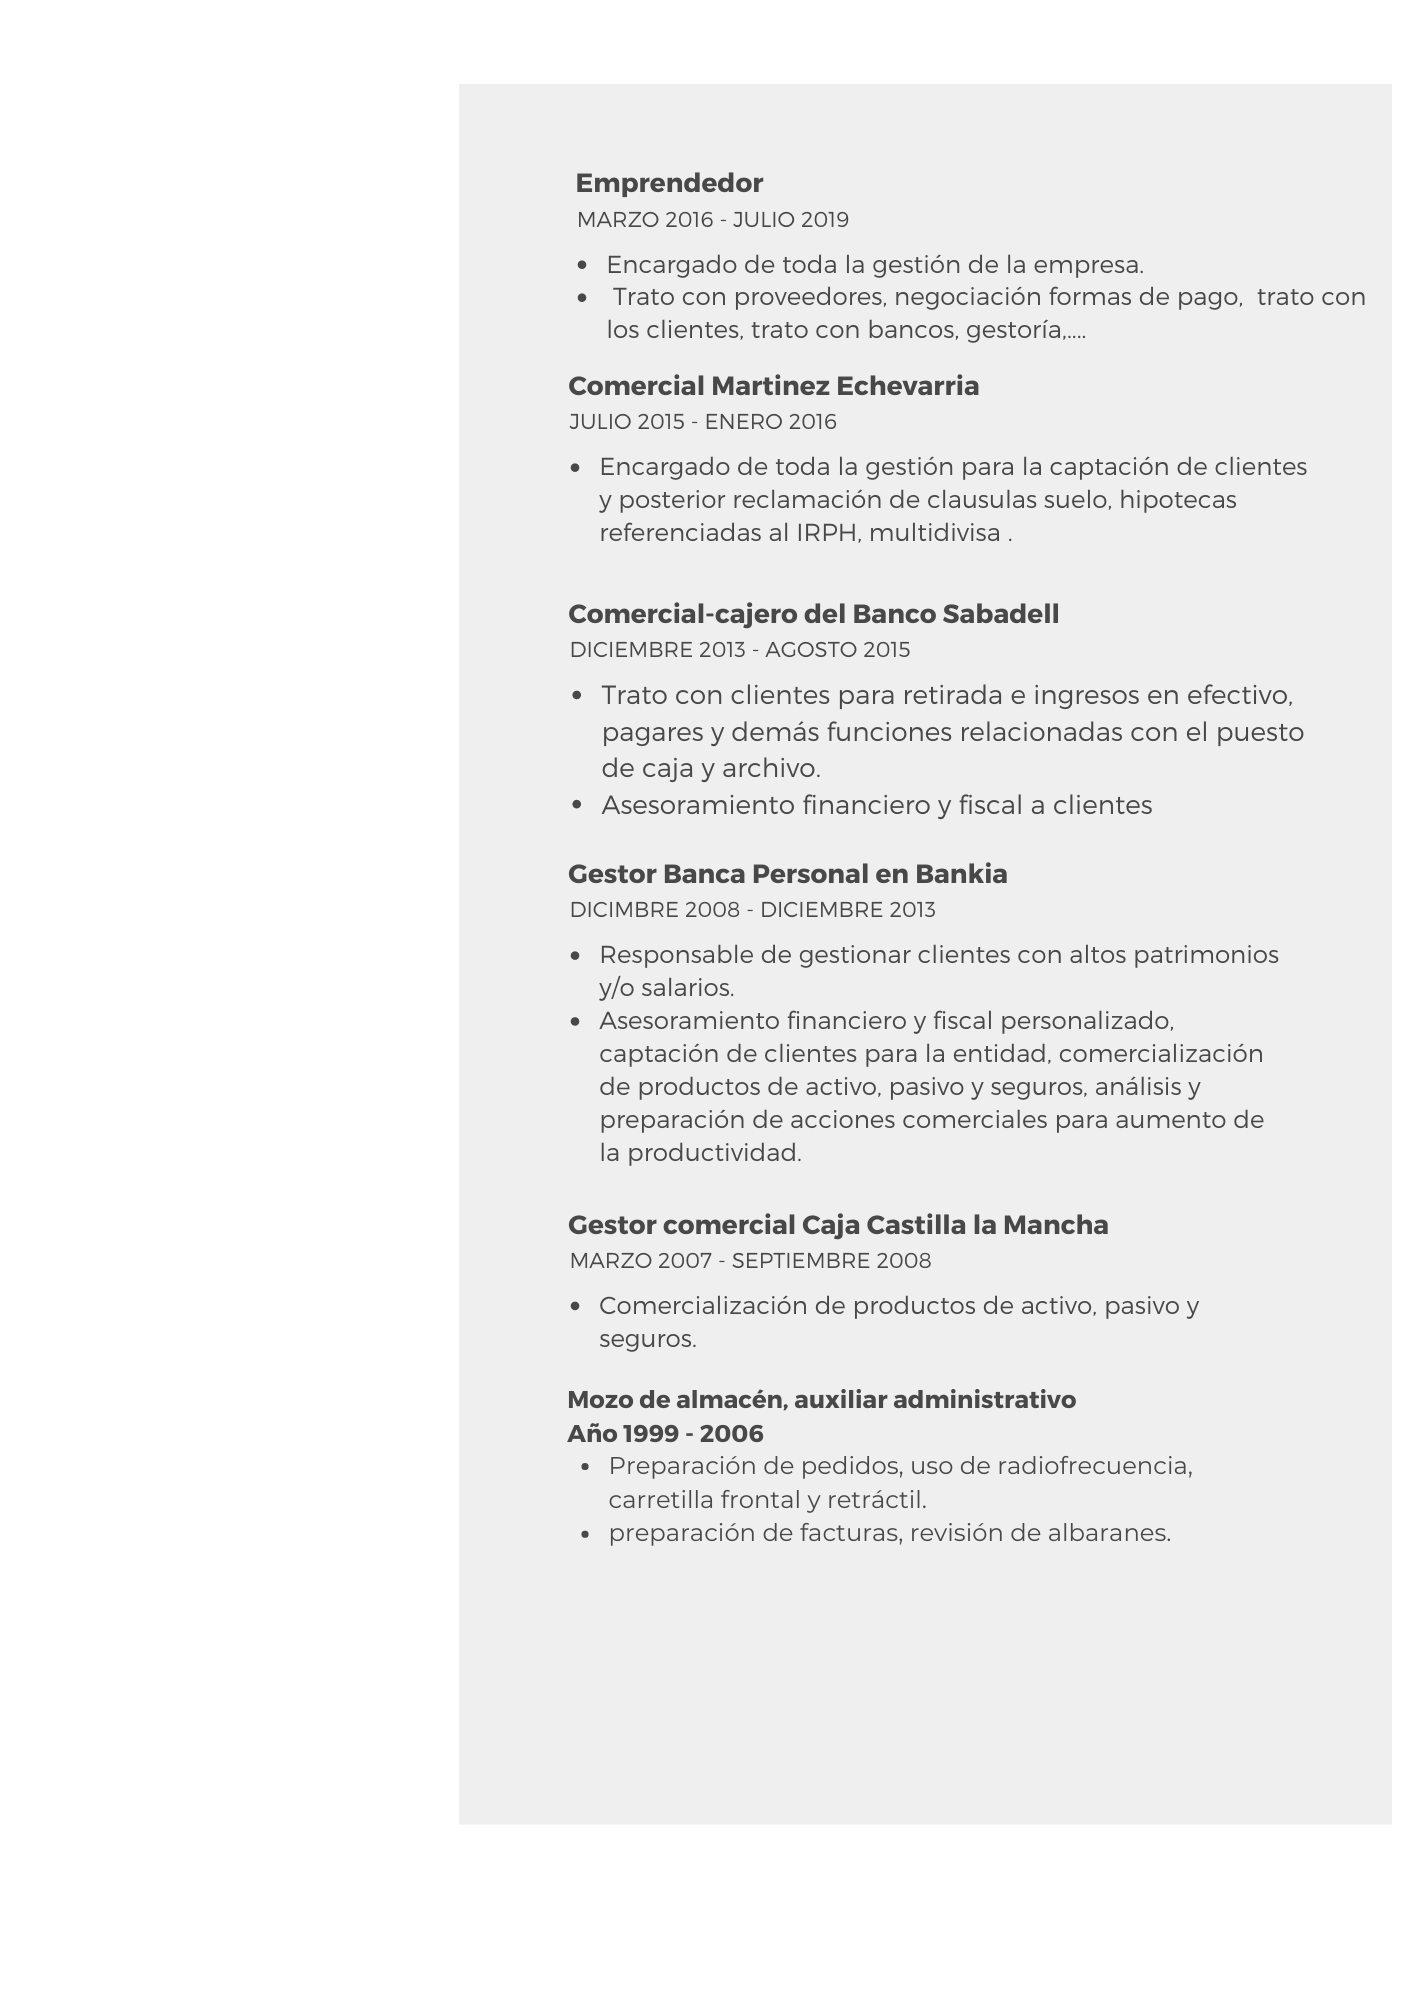 Emprendedor
MARZO 2016 - JULIO 2019
• Encargado de toda la gestión de la empresa.
• Trato con proveedores, negociación formas de pago,  trato con
los clientes, trato con bancos, gestoría,....
Comercial Martinez Echevarria
JULIO 2015 - ENERO 2016
• Encargado de toda la gestión para la captación de clientes
y posterior reclamación de clausulas suelo, hipotecas
referenciadas al IRPH, multidivisa .
Comercial-cajero del Banco Sabadell
DICIEMBRE 2013 - AGOSTO 2015
• Trato con clientes para retirada e ingresos en efectivo,
pagares y demás funciones relacionadas con el puesto
de caja y archivo.
• Asesoramiento financiero y fiscal a clientes
Gestor Banca Personal en Bankia
DICIMBRE 2008 - DICIEMBRE 2013
• Responsable de gestionar clientes con altos patrimonios
y/o salarios.
• Asesoramiento financiero y fiscal personalizado,
captación de clientes para la entidad, comercialización
de productos de activo, pasivo y seguros, análisis y
preparación de acciones comerciales para aumento de
la productividad.
Gestor comercial Caja Castilla la Mancha
MARZO 2007 - SEPTIEMBRE 2008
• Comercialización de productos de activo, pasivo y
seguros.
Mozo de almacén, auxiliar administrativo
Año 1999 - 2006
• Preparación de pedidos, uso de radiofrecuencia,
carretilla frontal y retráctil.
• preparación de facturas, revisión de albaranes.